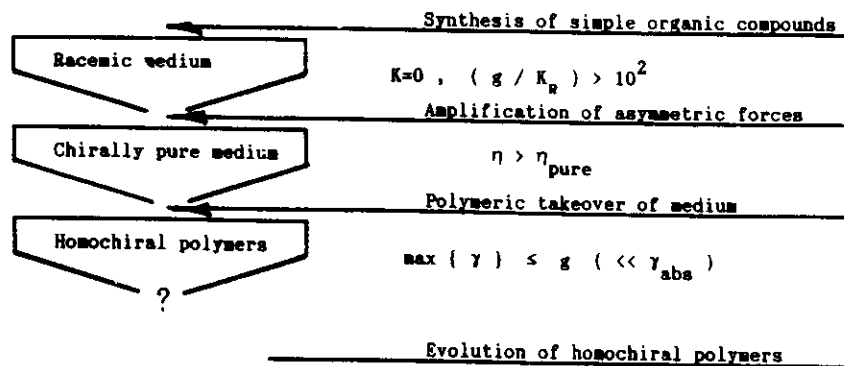 Synthesis of simple organic compounds
Racemic medium
K=0 , ( g / K_R ) > 10^2
Amplification of asymmetric forces
Chirally pure medium
η > η_pure
Polymeric takeover of medium
Homochiral polymers
max { γ } ≤ g ( << γ_abs )
?
Evolution of homochiral polymers